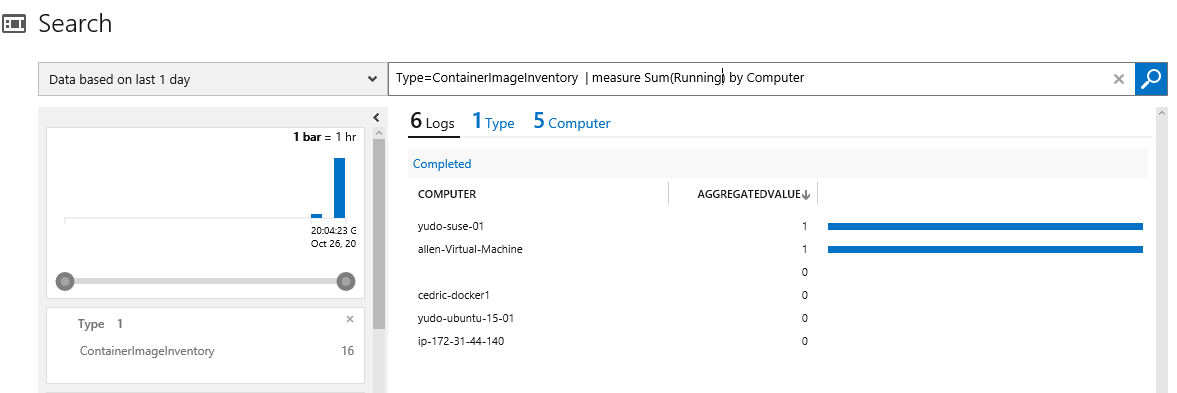 Search
Data based on last 1 day
Type=ContainerImageInventory | measure Sum(Running) by Computer
1 bar = 1 hr
20:04:23 G
Oct 26, 20
Type 1
ContainerImageInventory 16
6 Logs 1 Type 5 Computer
Completed
COMPUTER AGGREGATEDVALUE
yudo-suse-01 1
allen-Virtual-Machine 1
0
cedric-docker1 0
yudo-ubuntu-15-01 0
ip-172-31-44-140 0